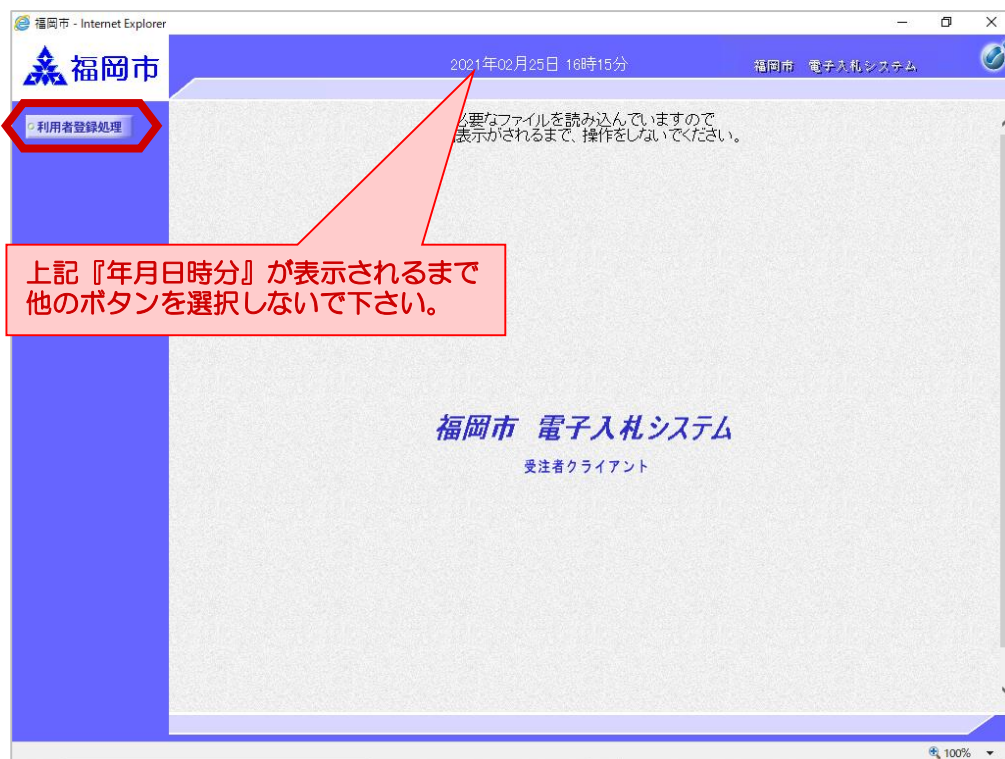 福岡市 - Internet Explorer
福岡市
2021年02月25日 16時15分
福岡市 電子入札システム
利用者登録処理
必要なファイルを読み込んでいますので
表示がされるまで、操作をしないでください。
上記『年月日時分』が表示されるまで
他のボタンを選択しないで下さい。
福岡市 電子入札システム
受注者クライアント
100%